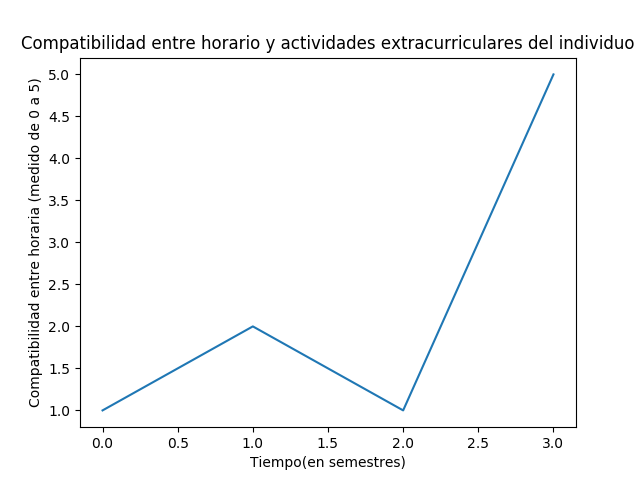 Compatibilidad entre horario y actividades extracurriculares del individuo
Compatibilidad entre horaria (medido de 0 a 5)
5.0
4.5
4.0
3.5
3.0
2.5
2.0
1.5
1.0
0.0 0.5 1.0 1.5 2.0 2.5 3.0
Tiempo(en semestres)